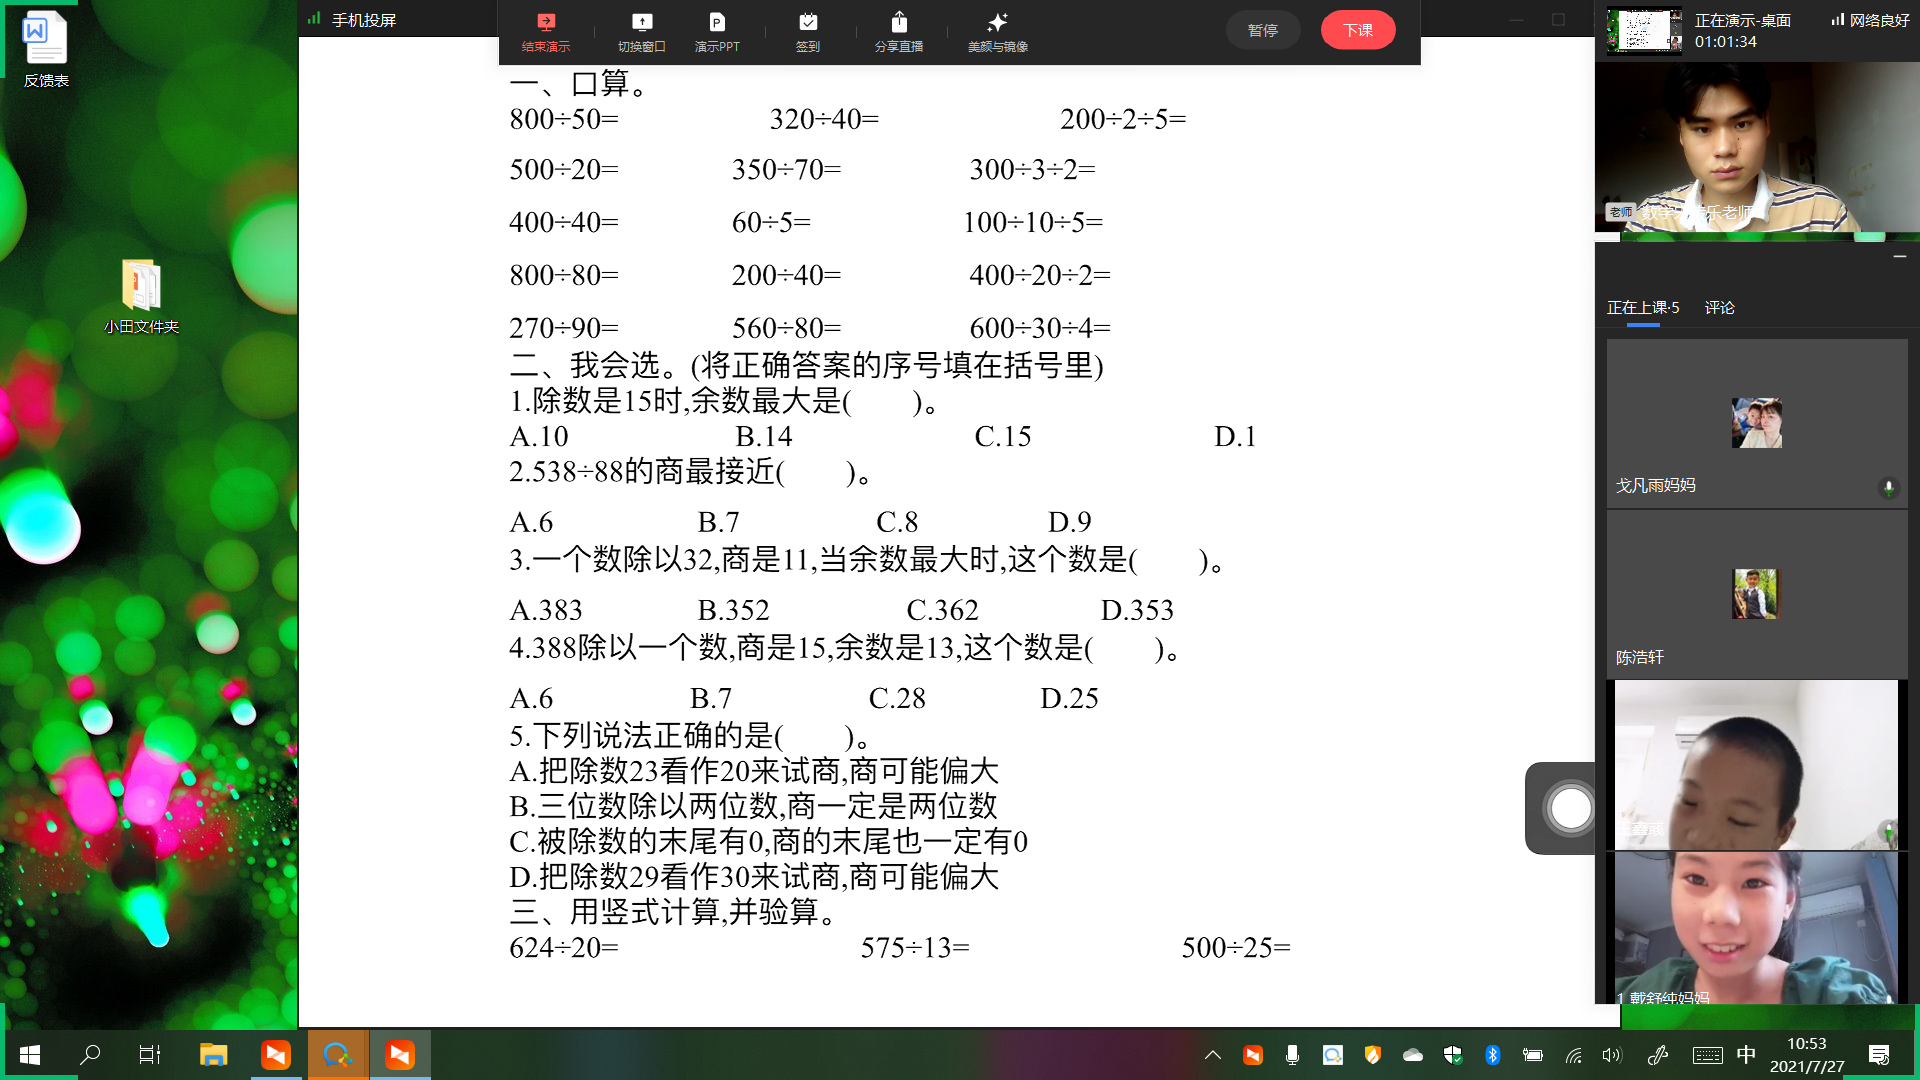 反馈表
小田文件夹
手机投屏
结束演示
切换窗口
演示PPT
签到
分享直播
美颜与镜像
暂停
下课
正在演示-桌面
01:01:34
网络良好
一、口算。
800÷50= 320÷40= 200÷2÷5=
500÷20= 350÷70= 300÷3÷2=
400÷40= 60÷5= 100÷10÷5=
800÷80= 200÷40= 400÷20÷2=
270÷90= 560÷80= 600÷30÷4=
二、我会选。(将正确答案的序号填在括号里)
1.除数是15时,余数最大是( )。
A.10 B.14 C.15 D.1
2.538÷88的商最接近( )。
A.6 B.7 C.8 D.9
3.一个数除以32,商是11,当余数最大时,这个数是( )。
A.383 B.352 C.362 D.353
4.388除以一个数,商是15,余数是13,这个数是( )。
A.6 B.7 C.28 D.25
5.下列说法正确的是( )。
A.把除数23看作20来试商,商可能偏大
B.三位数除以两位数,商一定是两位数
C.被除数的末尾有0,商的末尾也一定有0
D.把除数29看作30来试商,商可能偏大
三、用竖式计算,并验算。
624÷20= 575÷13= 500÷25=
老师
乐老师
正在上课·5
评论
戈凡雨妈妈
陈浩轩
1 戴舒纯妈妈
中
10:53
2021/7/27